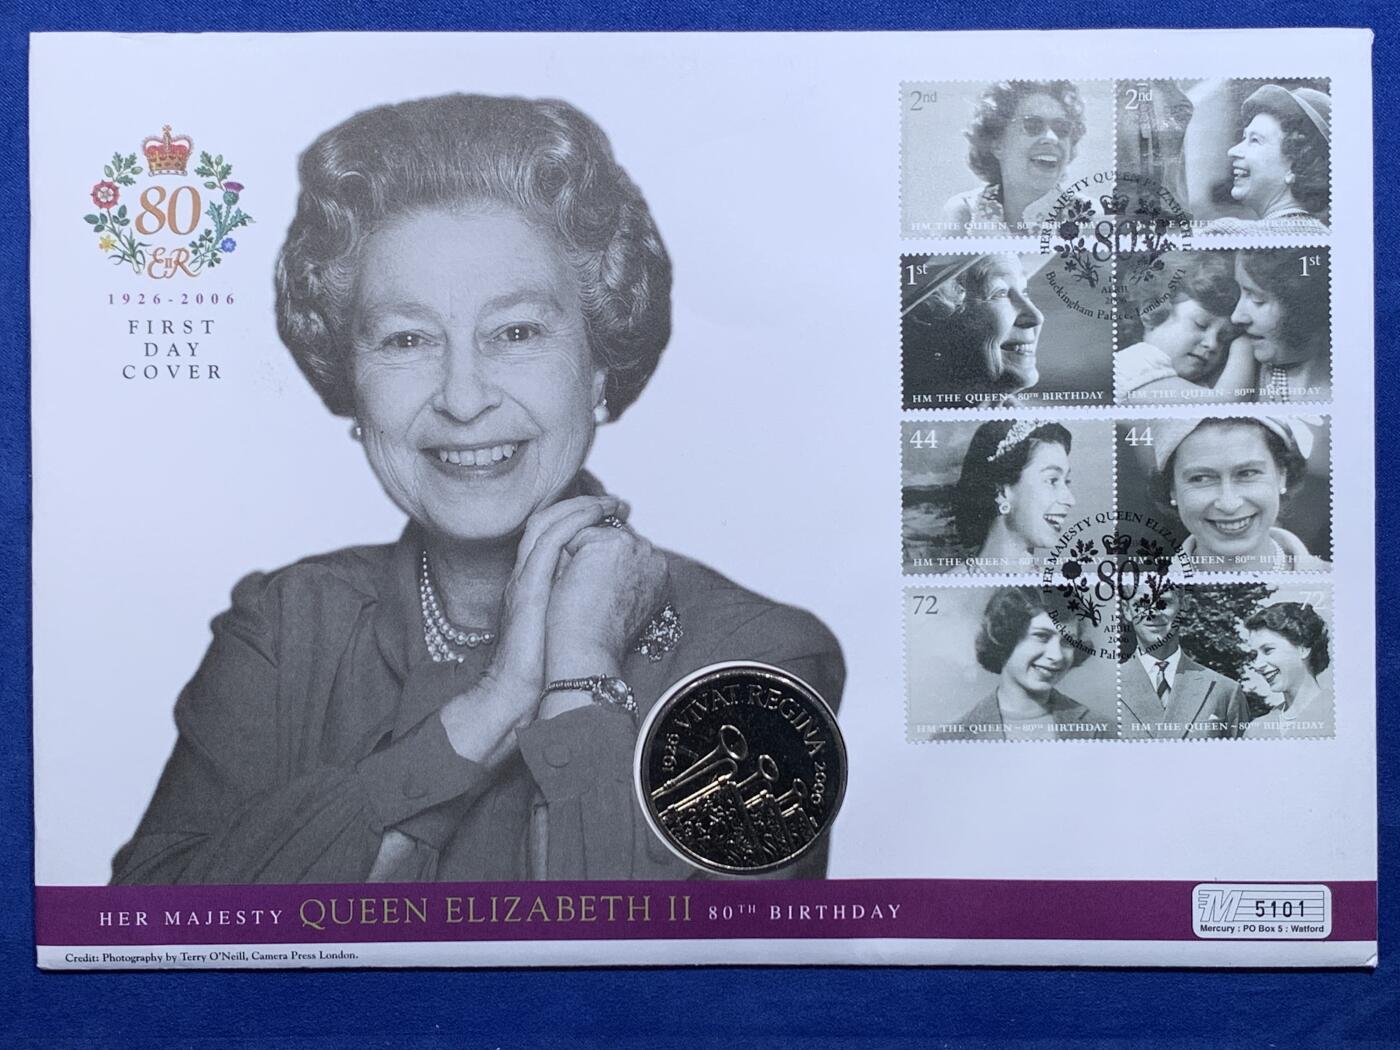 80
EIIR
1926-2006
FIRST
DAY
COVER
2nd
HM THE QUEEN ~ 80TH BIRTHDAY
2nd
1st
HM THE QUEEN ~ 80TH BIRTHDAY
1st
HM THE QUEEN ~ 80TH BIRTHDAY
44
HM THE QUEEN ~ 80TH BIRTHDAY
44
HM THE QUEEN ~ 80TH BIRTHDAY
72
HM THE QUEEN ~ 80TH BIRTHDAY
72
HM THE QUEEN ~ 80TH BIRTHDAY
HER MAJESTY QUEEN ELIZABETH II
80
APRIL
2006
Buckingham Palace, London SW1
HER MAJESTY QUEEN ELIZABETH II
80
18
APRIL
2006
Buckingham Palace, London SW1
1926 VIVAT REGINA 2006
HER MAJESTY QUEEN ELIZABETH II 80TH BIRTHDAY
M 5101
Mercury : PO Box 5 : Watford
Credit: Photography by Terry O'Neill, Camera Press London.